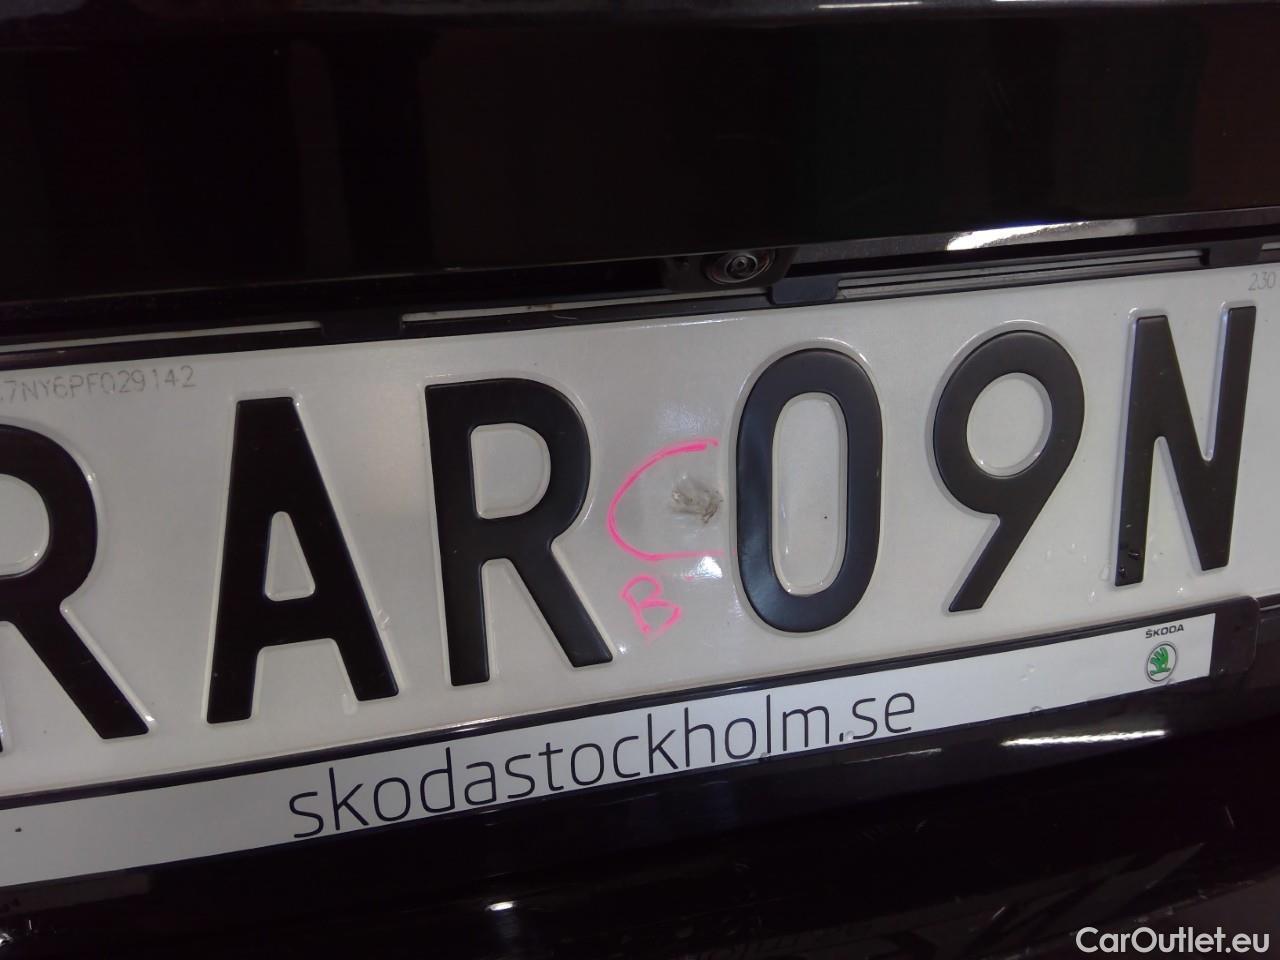 7NY6PF029142
230
RAR 09N
B
ŠKODA
skodastockholm.se
CarOutlet.eu